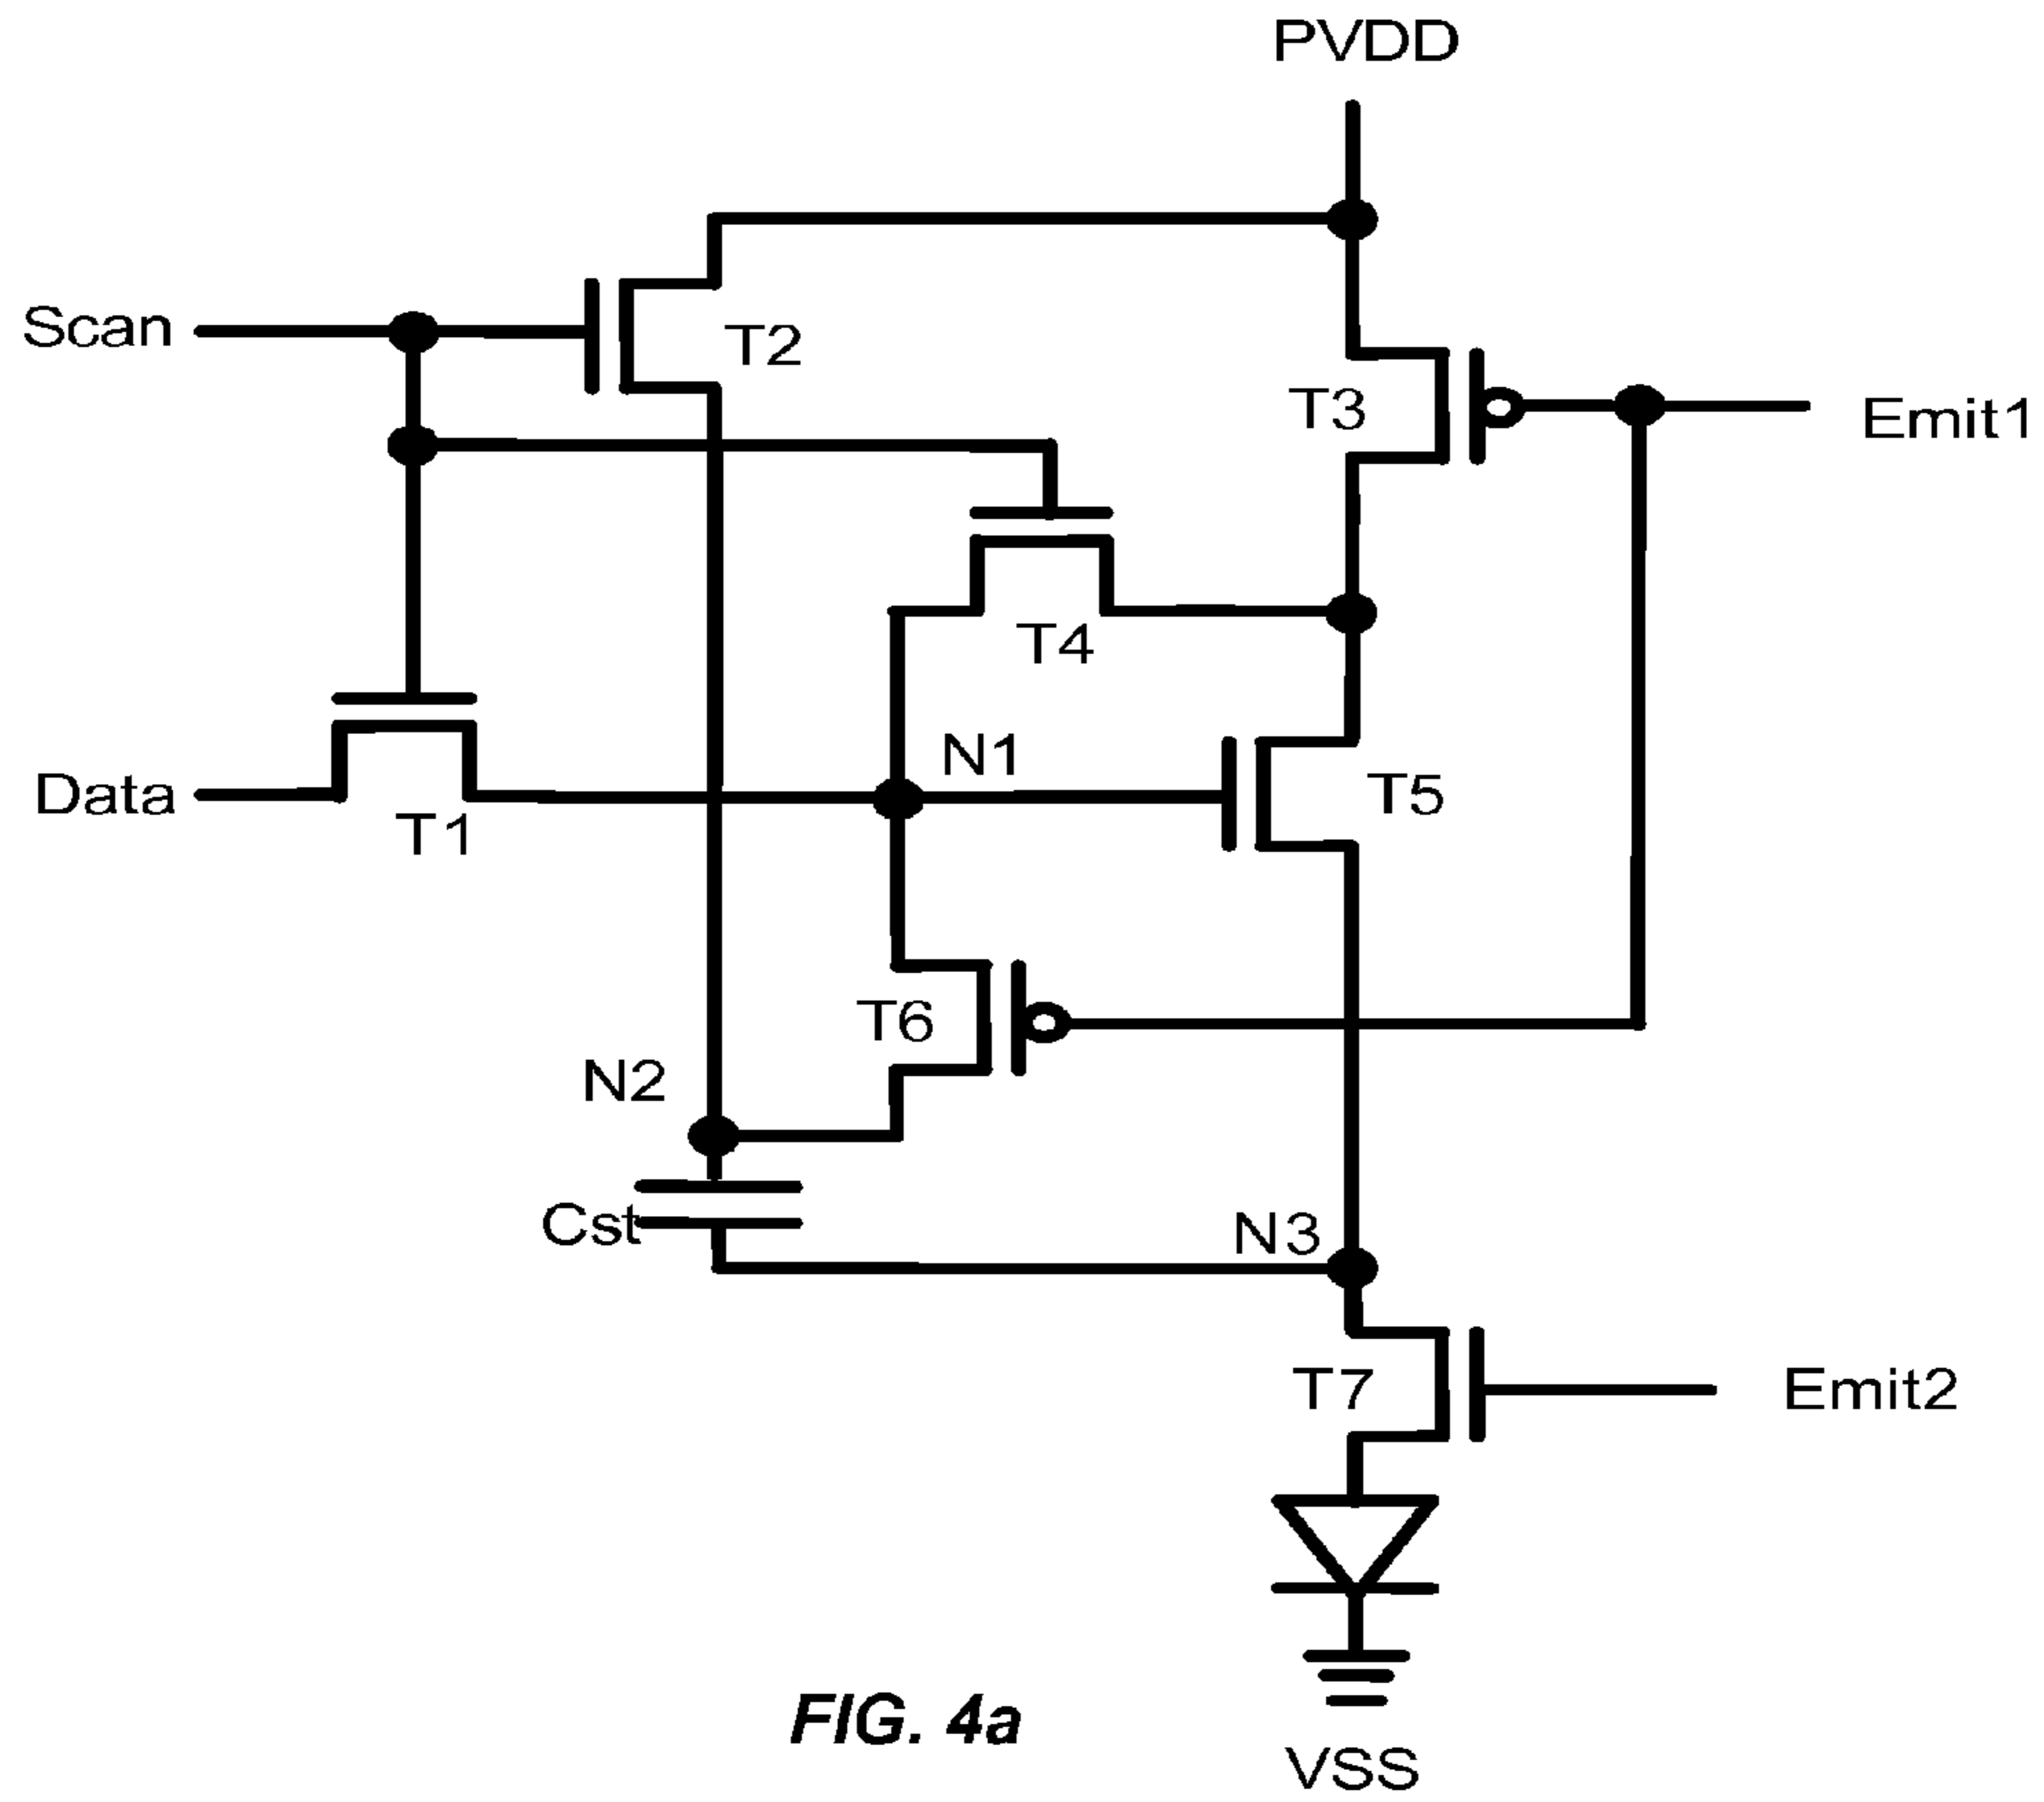 PVDD
Scan
T2
T3
Emit1
T4
N1
Data
T1
T5
T6
N2
Cst
N3
T7
Emit2
FIG. 4a
VSS